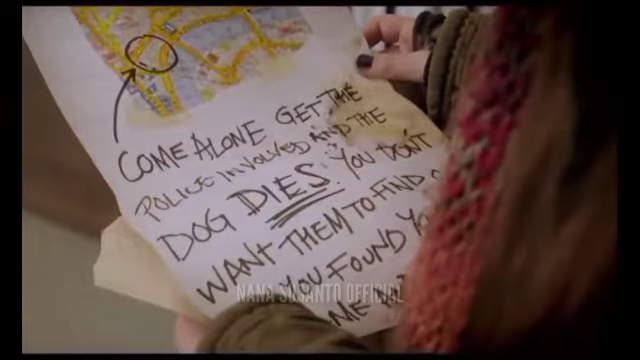 COME ALONE GET THE
POLICE INVOLVED AND THE
DOG DIES. YOU DON'T
WANT THEM TO FIND
YOU FOUND
ME
NANA SUSANTO OFFICIAL